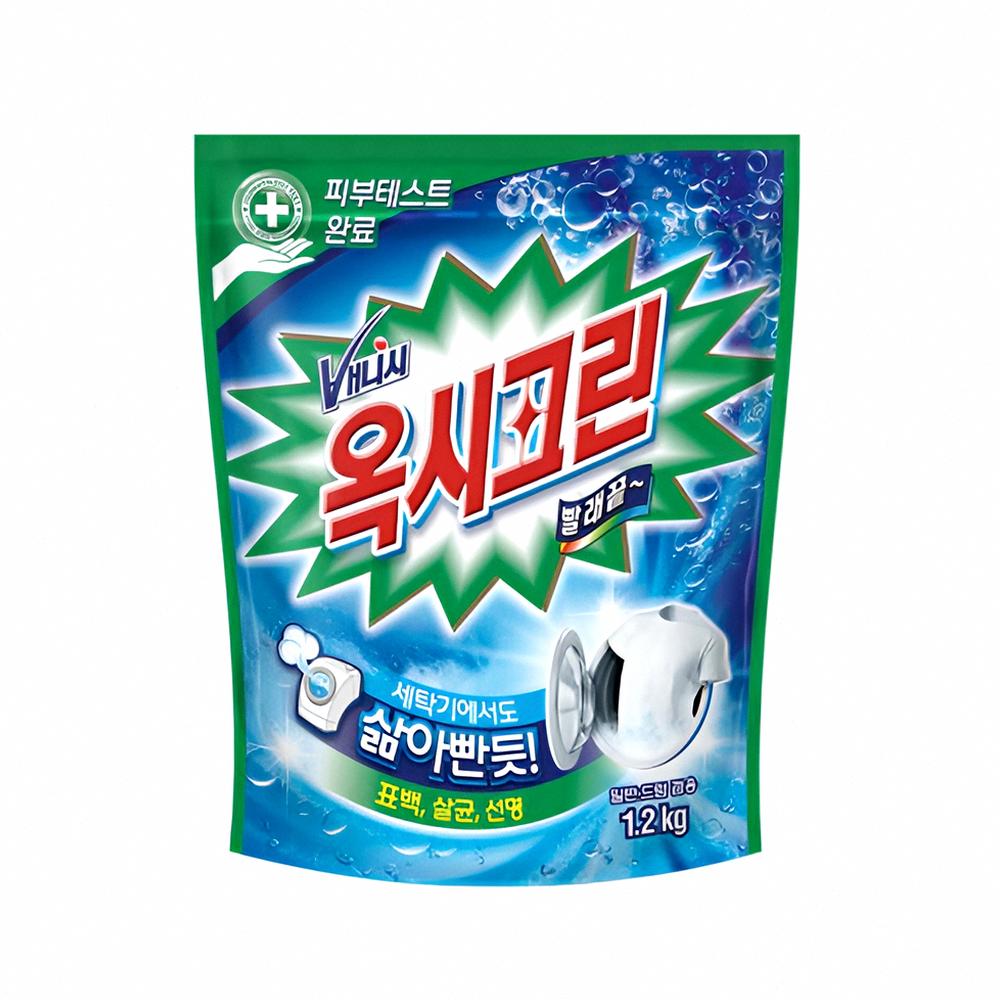 피부테스트
완료
배니시
옥시크린
빨래끝~
세탁기에서도
삶아빤듯!
표백, 살균, 선명
1.2 kg